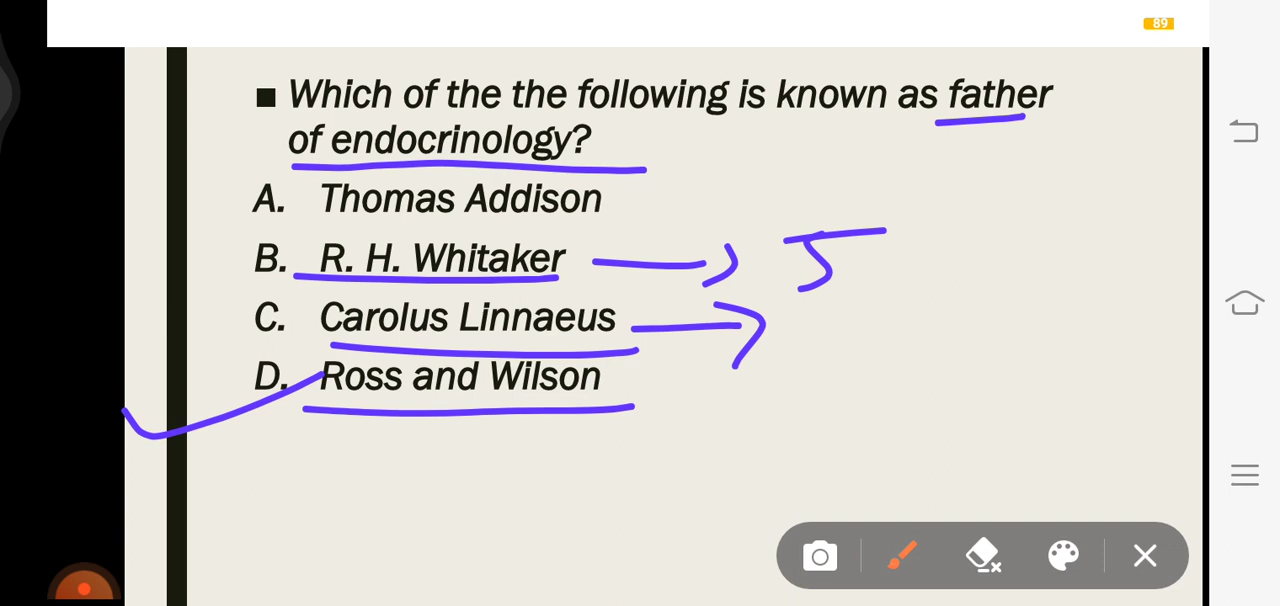 89
■ Which of the the following is known as father
of endocrinology?
A. Thomas Addison
B. R. H. Whitaker
C. Carolus Linnaeus
D. Ross and Wilson